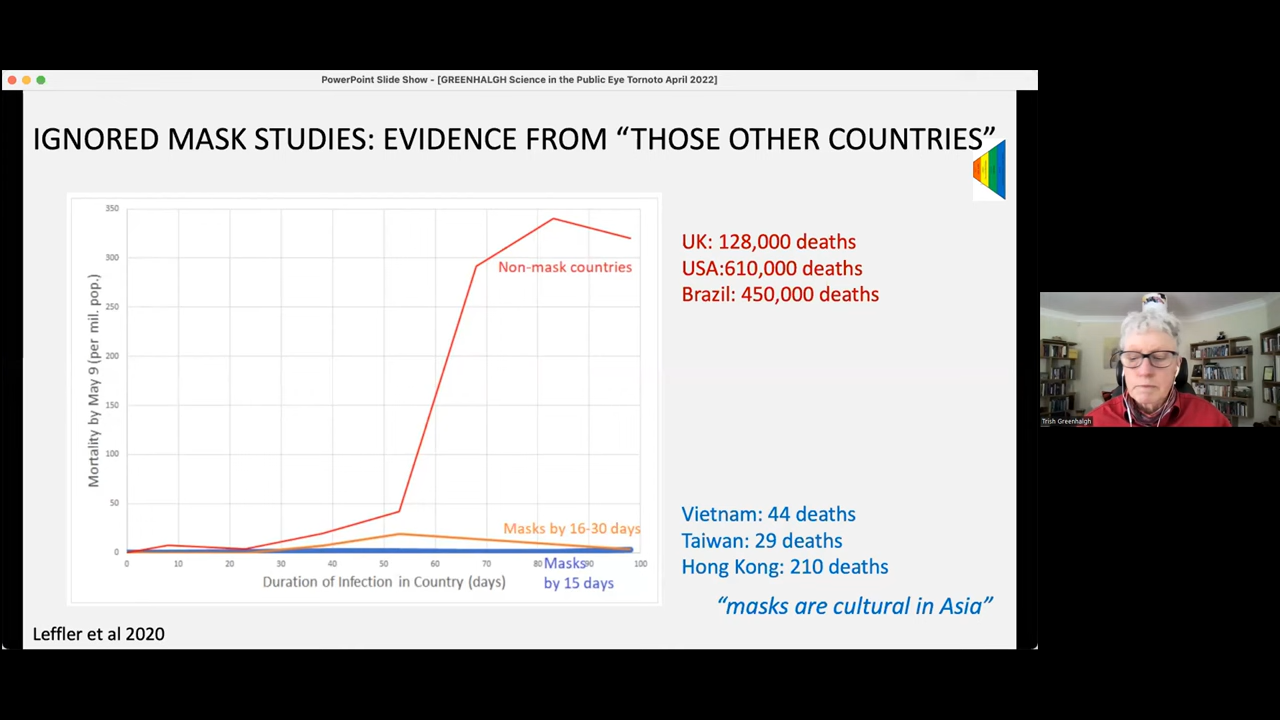 PowerPoint Slide Show - [GREENHALGH Science in the Public Eye Tornoto April 2022]
IGNORED MASK STUDIES: EVIDENCE FROM “THOSE OTHER COUNTRIES”
350
300
250
200
150
100
50
0
Mortality by May 9 (per mil. pop.)
Non-mask countries
Masks by 16-30 days
Masks
by 15 days
0 10 20 30 40 50 60 70 80 90 100
Duration of Infection in Country (days)
UK: 128,000 deaths
USA:610,000 deaths
Brazil: 450,000 deaths
Vietnam: 44 deaths
Taiwan: 29 deaths
Hong Kong: 210 deaths
“masks are cultural in Asia”
Leffler et al 2020
Trish Greenhalgh